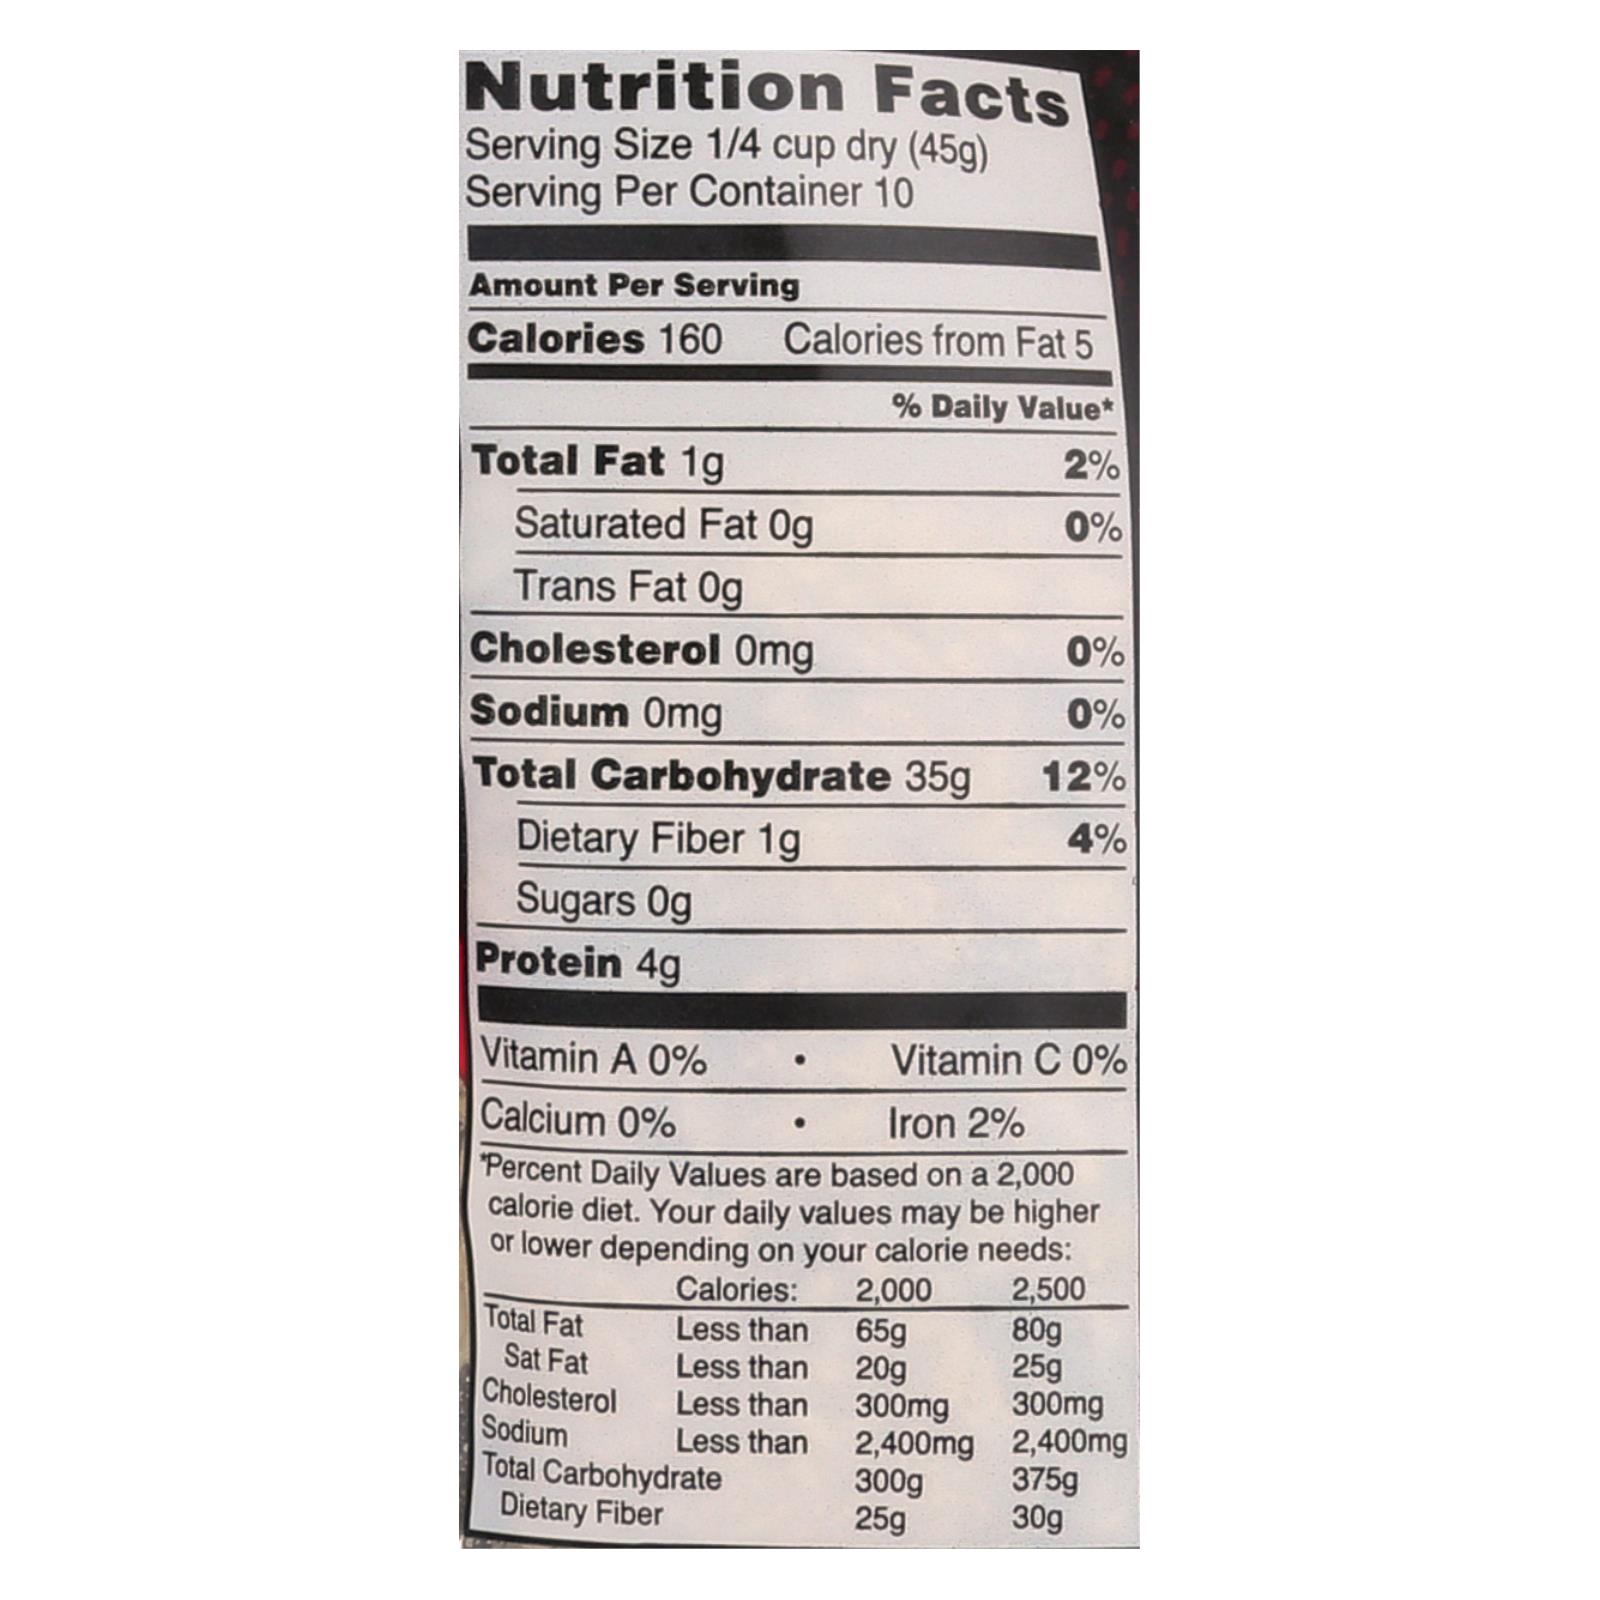 Nutrition Facts
Serving Size 1/4 cup dry (45g)
Serving Per Container 10
Amount Per Serving
Calories 160 Calories from Fat 5
% Daily Value*
Total Fat 1g 2%
Saturated Fat 0g 0%
Trans Fat 0g
Cholesterol 0mg 0%
Sodium 0mg 0%
Total Carbohydrate 35g 12%
Dietary Fiber 1g 4%
Sugars 0g
Protein 4g
Vitamin A 0% • Vitamin C 0%
Calcium 0% • Iron 2%
*Percent Daily Values are based on a 2,000
calorie diet. Your daily values may be higher
or lower depending on your calorie needs:
Calories: 2,000 2,500
Total Fat Less than 65g 80g
Sat Fat Less than 20g 25g
Cholesterol Less than 300mg 300mg
Sodium Less than 2,400mg 2,400mg
Total Carbohydrate 300g 375g
Dietary Fiber 25g 30g